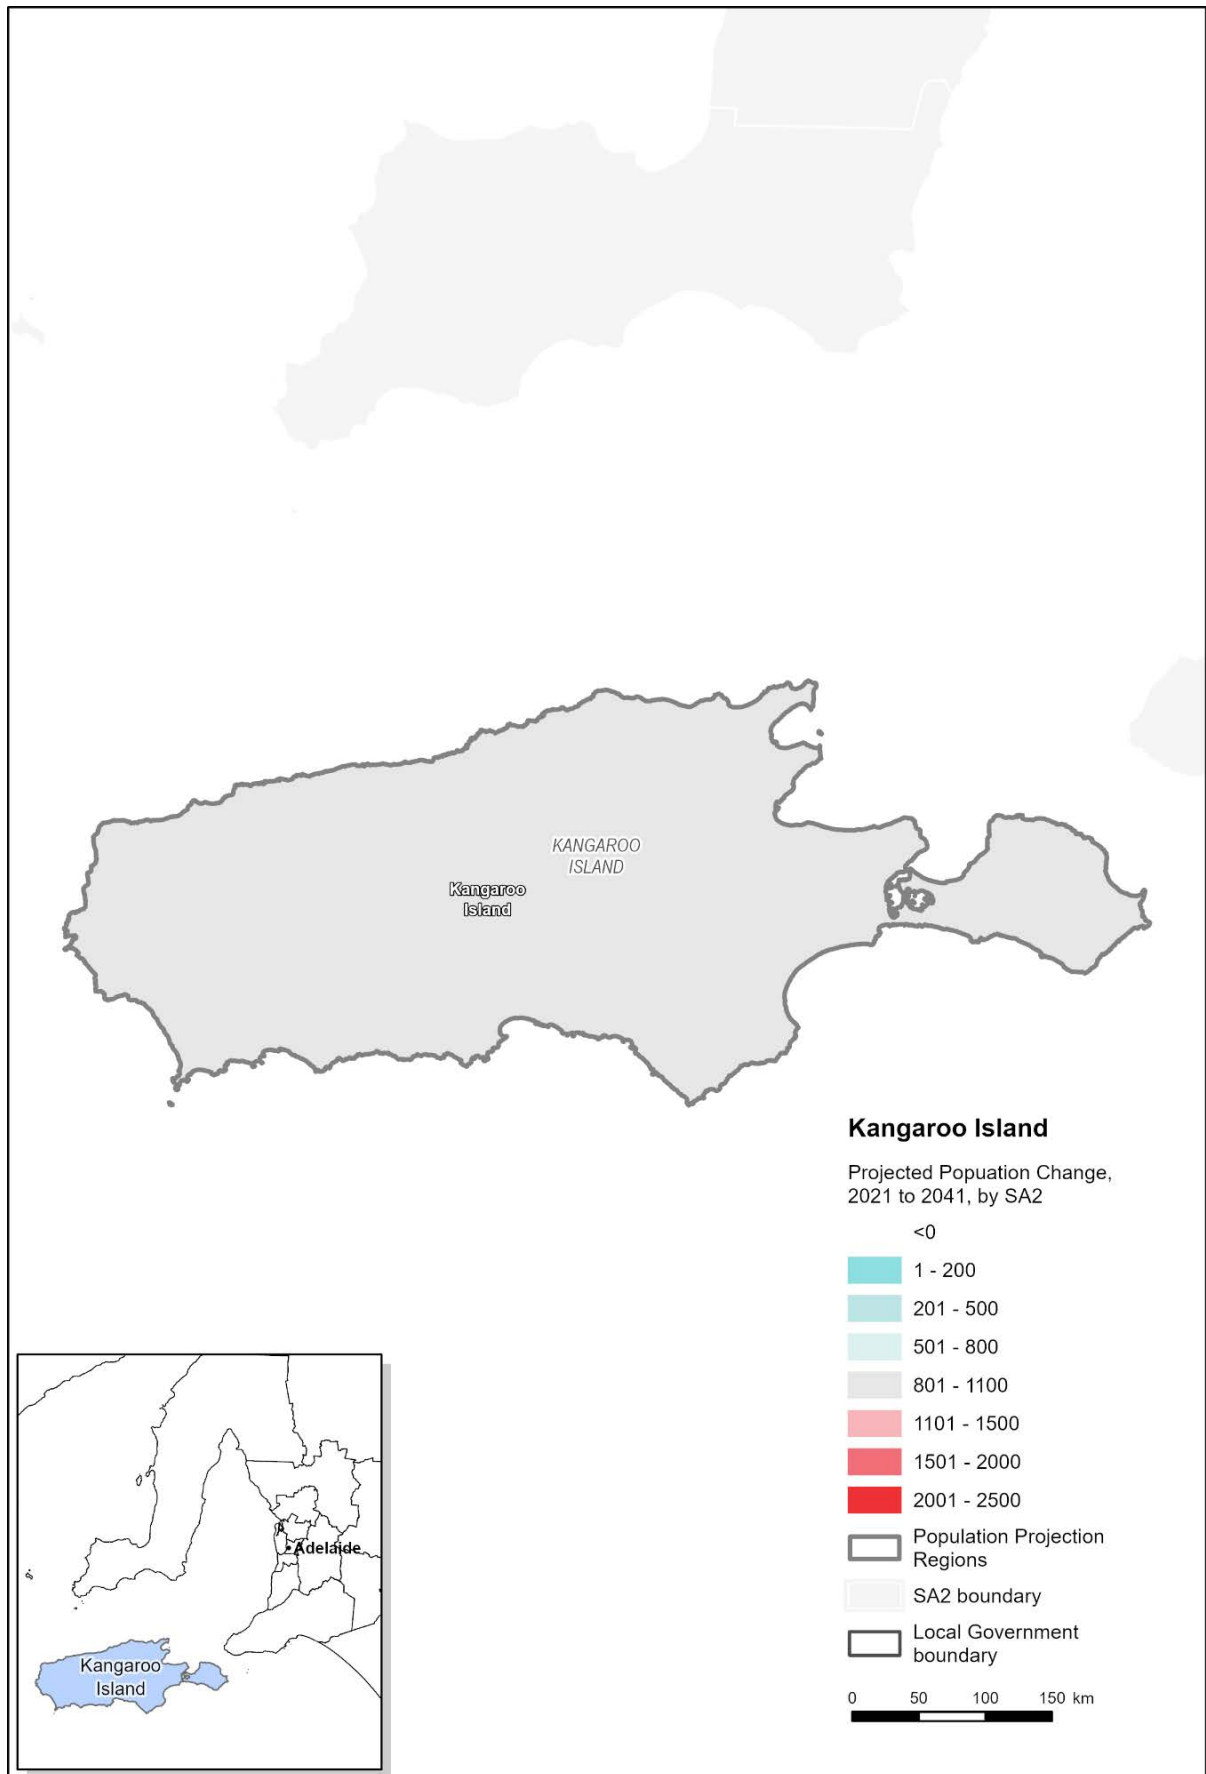 KANGAROO
ISLAND
Kangaroo
Island
Kangaroo Island
Projected Popuation Change,
2021 to 2041, by SA2
<0
1 - 200
201 - 500
501 - 800
801 - 1100
1101 - 1500
1501 - 2000
2001 - 2500
Population Projection
Regions
SA2 boundary
Local Government
boundary
0 50 100 150 km
Adelaide
Kangaroo
Island